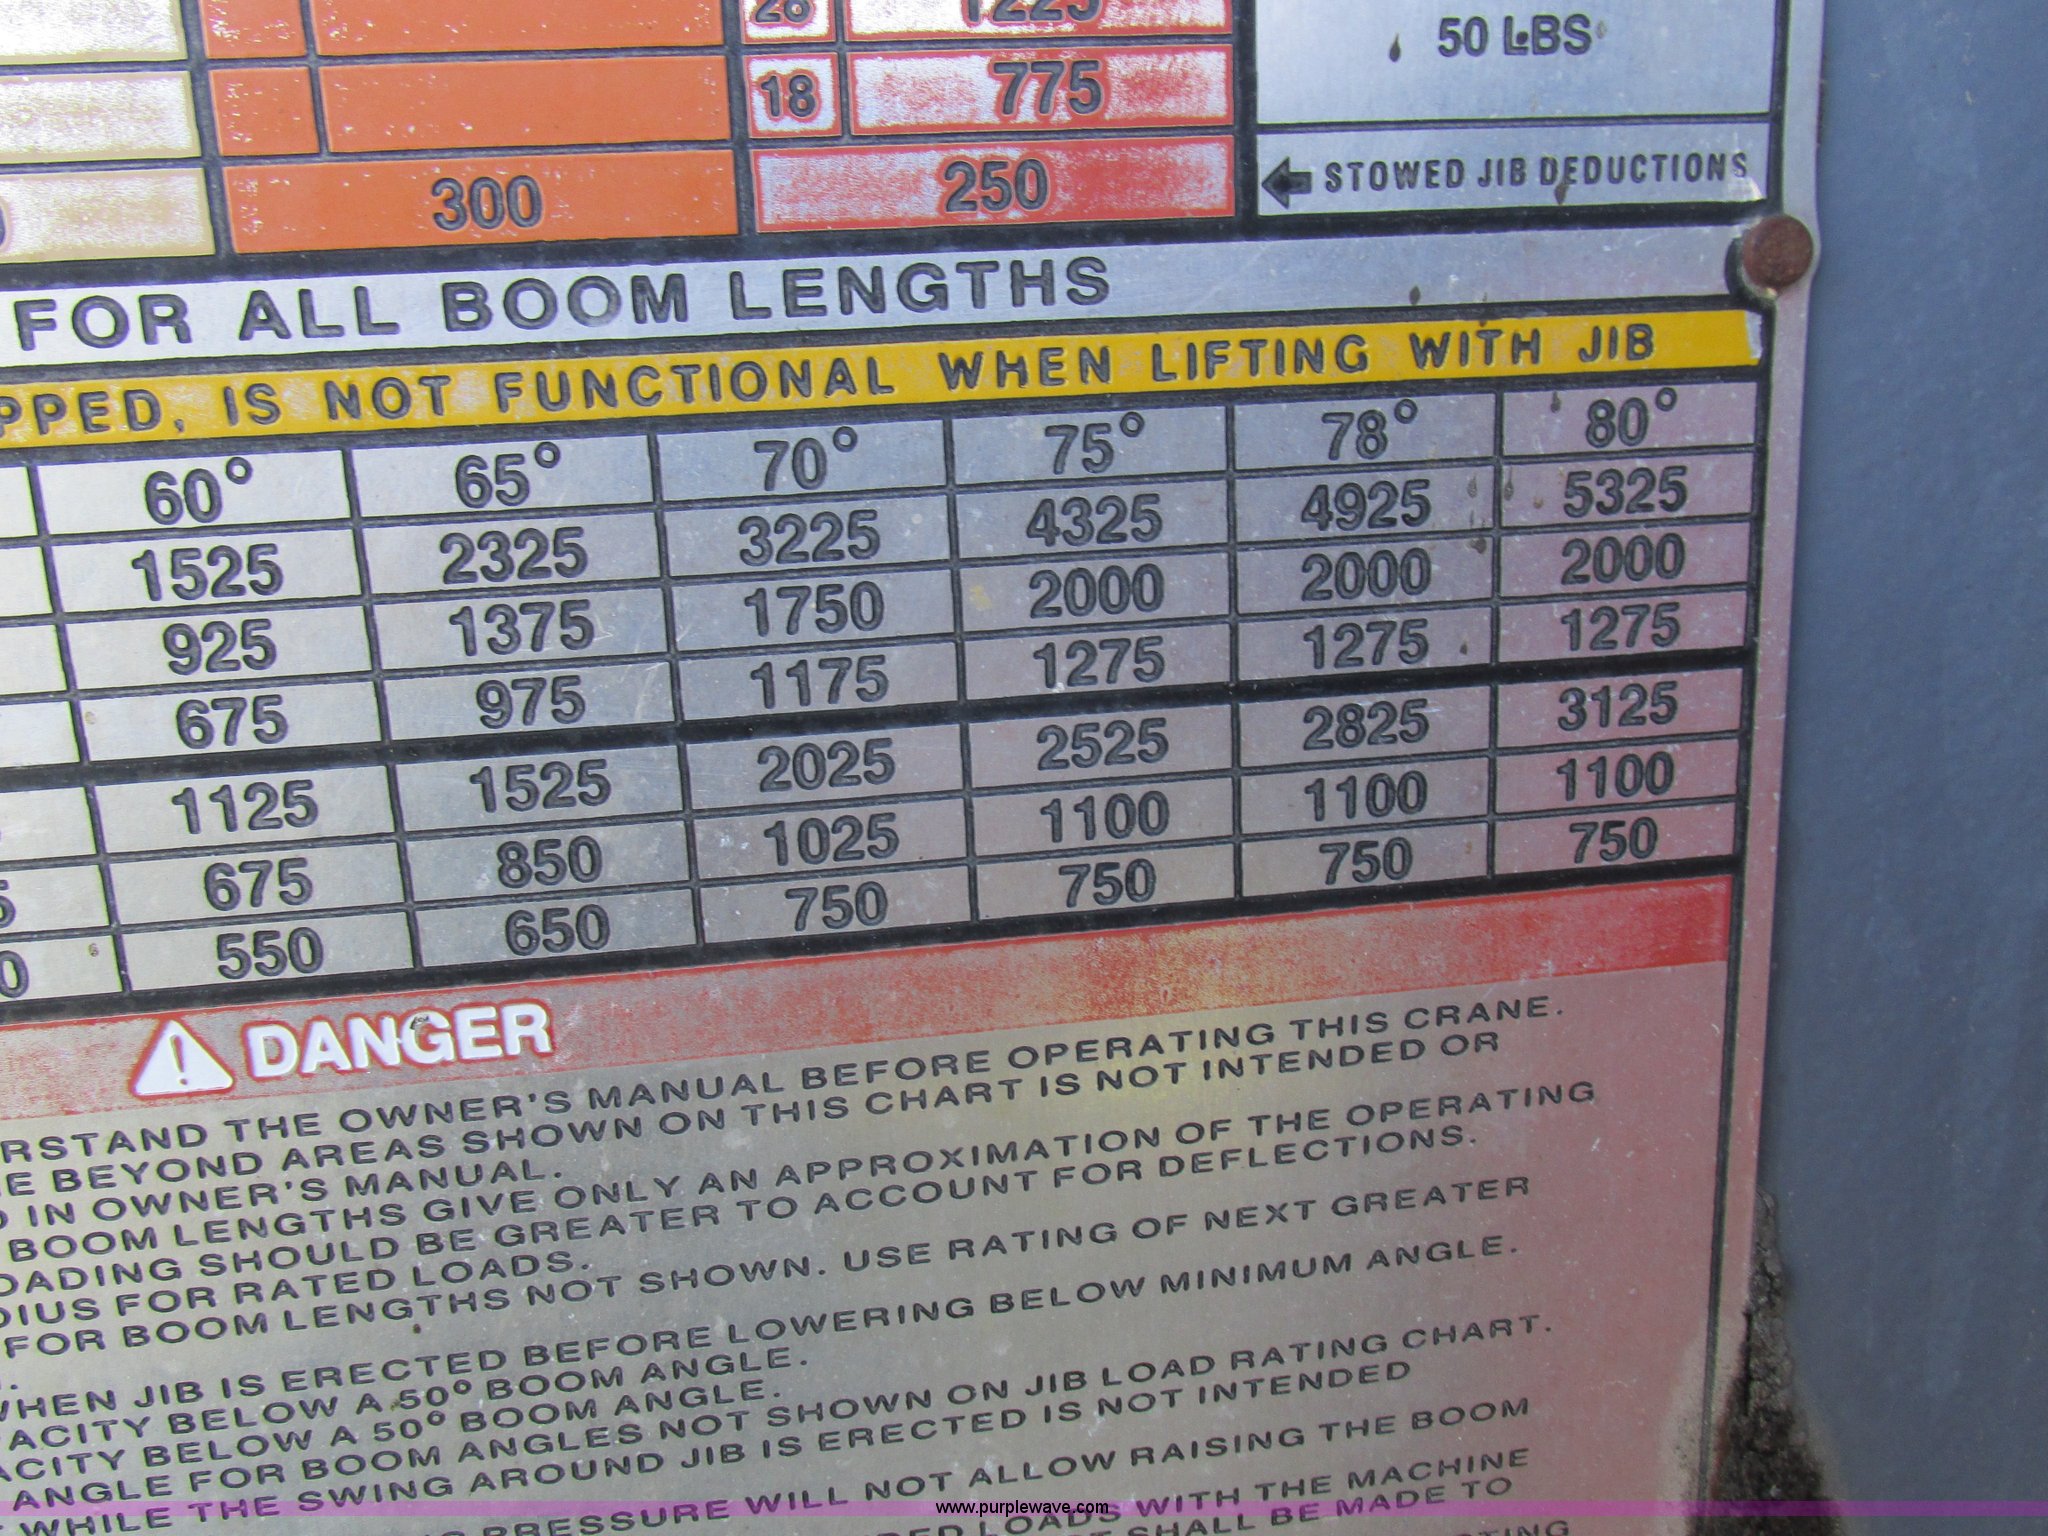 28 1225
50 LBS
18 775
300 250 STOWED JIB DEDUCTIONS
FOR ALL BOOM LENGTHS
PPED, IS NOT FUNCTIONAL WHEN LIFTING WITH JIB
60° 65° 70° 75° 78° 80°
1525 2325 3225 4325 4925 5325
925 1375 1750 2000 2000 2000
675 975 1175 1275 1275 1275
1125 1525 2025 2525 2825 3125
5 675 850 1025 1100 1100 1100
0 550 650 750 750 750 750
DANGER
RSTAND THE OWNER'S MANUAL BEFORE OPERATING THIS CRANE.
E BEYOND AREAS SHOWN ON THIS CHART IS NOT INTENDED OR
D IN OWNER'S MANUAL.
BOOM LENGTHS GIVE ONLY AN APPROXIMATION OF THE OPERATING
OADING SHOULD BE GREATER TO ACCOUNT FOR DEFLECTIONS.
DIUS FOR RATED LOADS.
FOR BOOM LENGTHS NOT SHOWN. USE RATING OF NEXT GREATER
WHEN JIB IS ERECTED BEFORE LOWERING BELOW MINIMUM ANGLE.
ACITY BELOW A 50° BOOM ANGLE.
ACITY BELOW A 50° BOOM ANGLE.
ANGLE FOR BOOM ANGLES NOT SHOWN ON JIB LOAD RATING CHART.
WHILE THE SWING AROUND JIB IS ERECTED IS NOT INTENDED
PRESSURE WILL NOT ALLOW RAISING THE BOOM
LOADS WITH THE MACHINE
SHALL BE MADE TO
www.purplewave.com